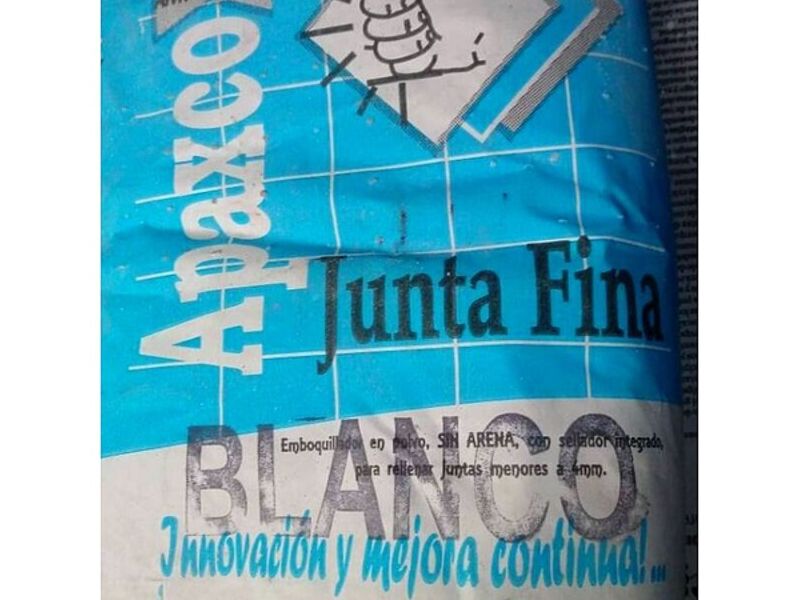 Apaxco
Junta Fina
BLANCO
Emboquillador en polvo, SIN ARENA, con sellador integrado,
para rellenar juntas menores a 4mm.
Innovación y mejora continua!...